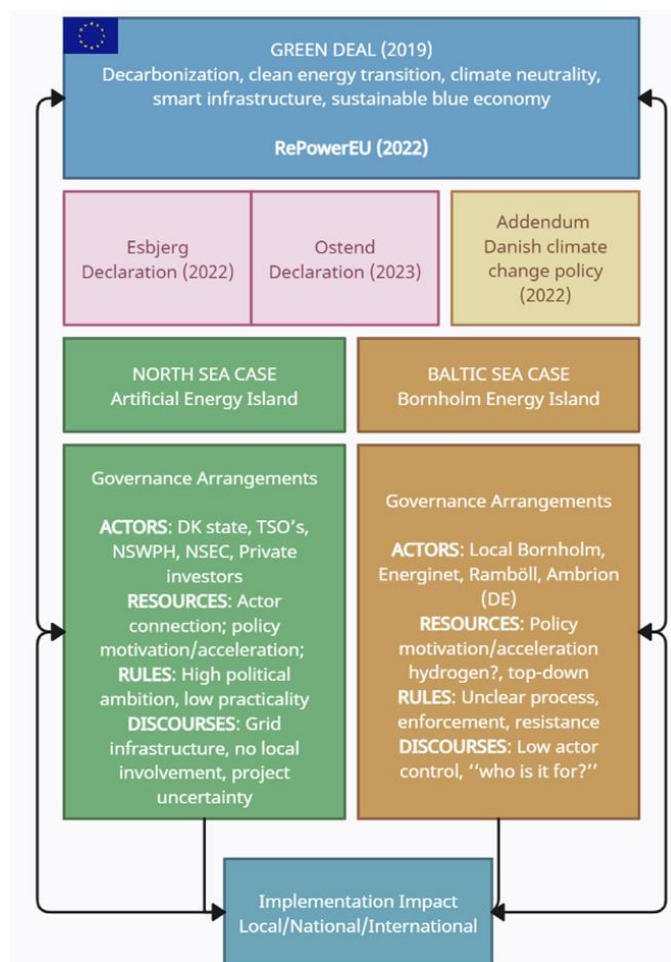 GREEN DEAL (2019)
Decarbonization, clean energy transition, climate neutrality,
smart infrastructure, sustainable blue economy
RePowerEU (2022)
Esbjerg
Declaration (2022)
Ostend
Declaration (2023)
Addendum
Danish climate
change policy
(2022)
NORTH SEA CASE
Artificial Energy Island
BALTIC SEA CASE
Bornholm Energy Island
Governance Arrangements
ACTORS: DK state, TSO's,
NSWPH, NSEC, Private
investors
RESOURCES: Actor
connection; policy
motivation/acceleration;
RULES: High political
ambition, low practicality
DISCOURSES: Grid
infrastructure, no local
involvement, project
uncertainty
Governance Arrangements
ACTORS: Local Bornholm,
Energinet, Ramböll, Ambrion
(DE)
RESOURCES: Policy
motivation/acceleration
hydrogen?, top-down
RULES: Unclear process,
enforcement, resistance
DISCOURSES: Low actor
control, ‘‘who is it for?’’
Implementation Impact
Local/National/International